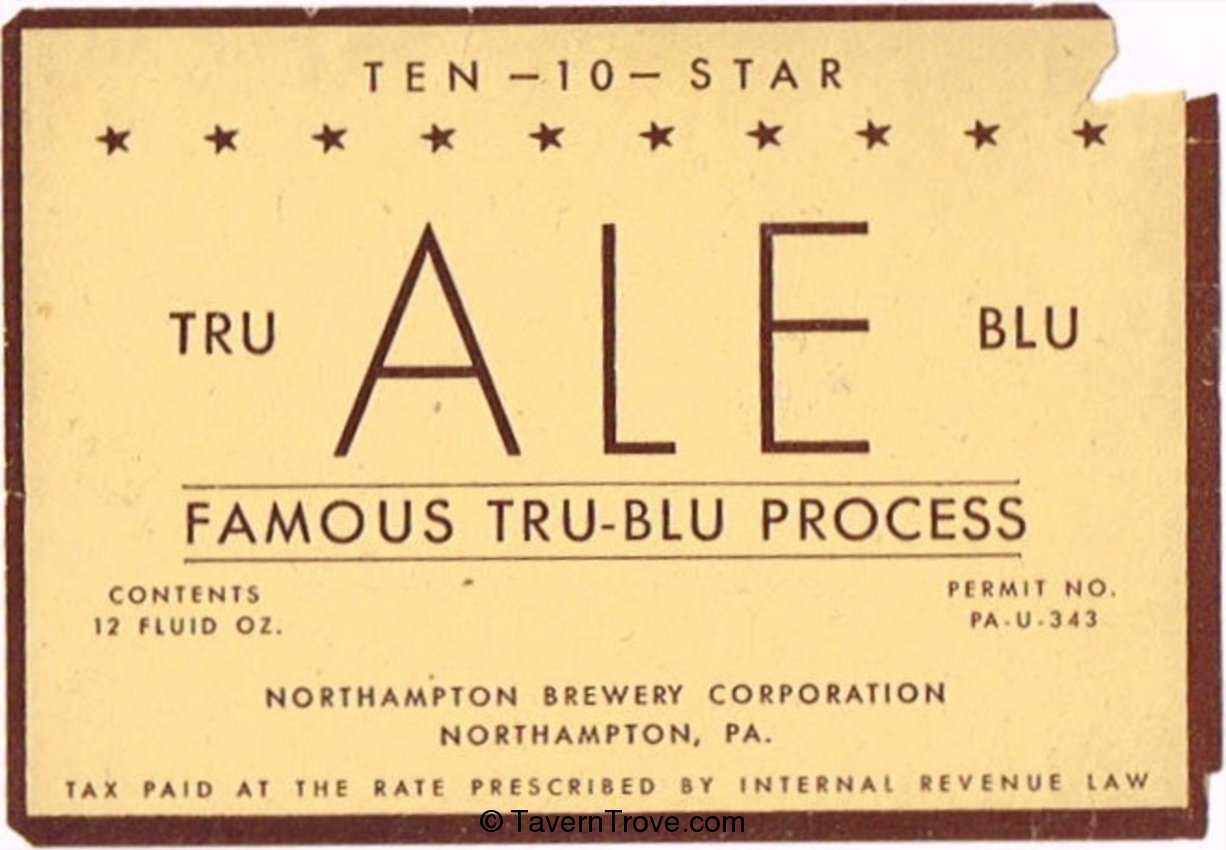 TEN –10– STAR
★ ★ ★ ★ ★ ★ ★ ★ ★ ★
TRU ALE BLU
FAMOUS TRU-BLU PROCESS
CONTENTS
12 FLUID OZ.
PERMIT NO.
PA-U-343
NORTHAMPTON BREWERY CORPORATION
NORTHAMPTON, PA.
TAX PAID AT THE RATE PRESCRIBED BY INTERNAL REVENUE LAW
© TavernTrove.com